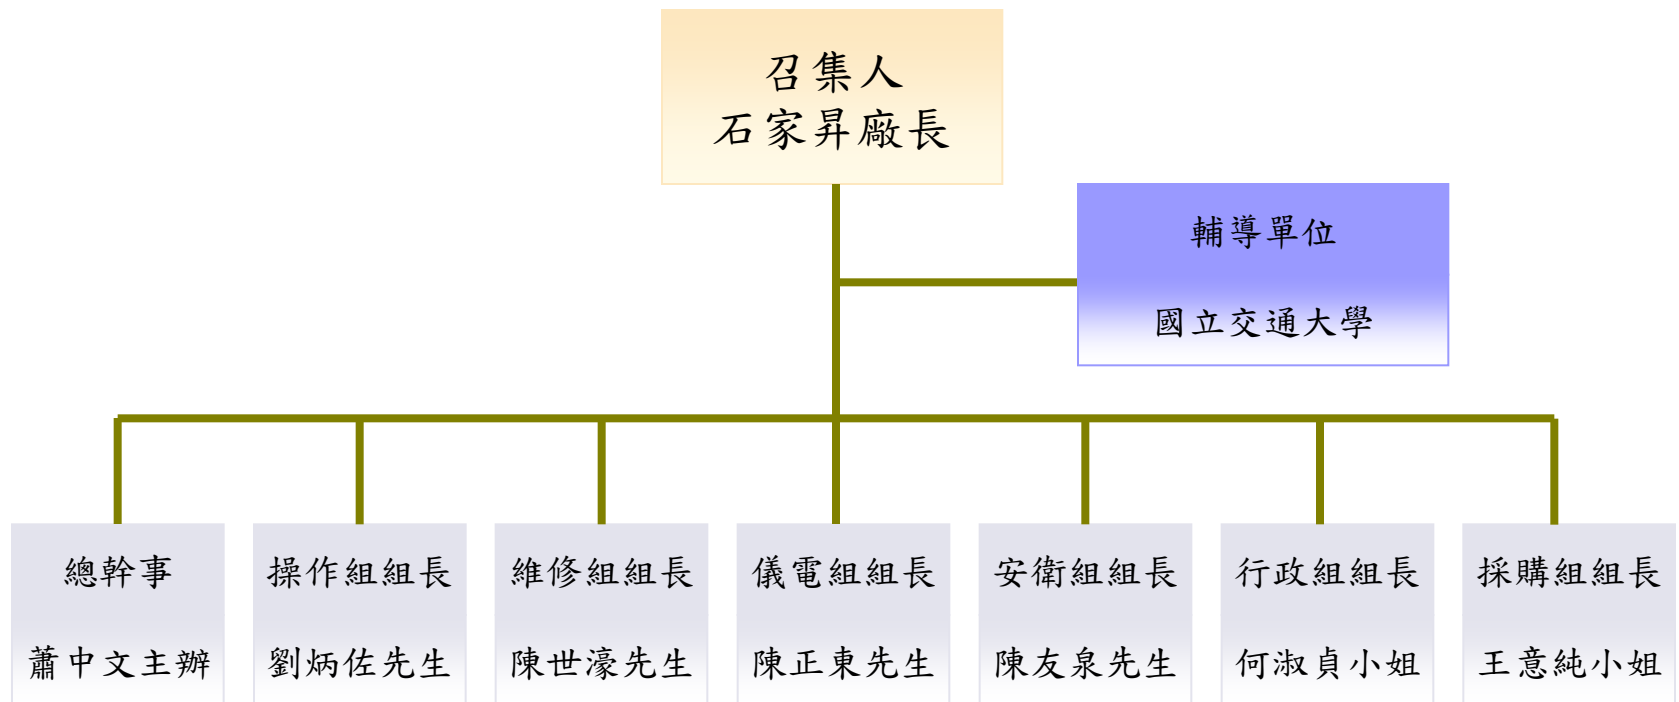 召集人
石家昇廠長
輔導單位
國立交通大學
總幹事
蕭中文主辦
操作組組長
劉炳佐先生
維修組組長
陳世濠先生
儀電組組長
陳正東先生
安衛組組長
陳友泉先生
行政組組長
何淑貞小姐
採購組組長
王意純小姐